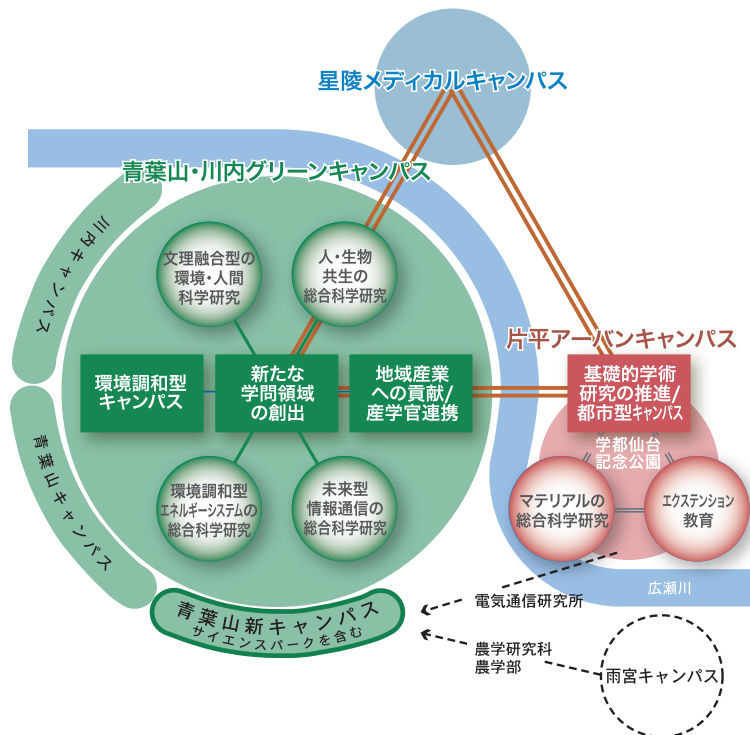 星陵メディカルキャンパス
青葉山・川内グリーンキャンパス
川内キャンパス
文理融合型の
環境・人間
科学研究
人・生物
共生の
総合科学研究
片平アーバンキャンパス
環境調和型
キャンパス
新たな
学問領域
の創出
地域産業
への貢献/
産学官連携
基礎的学術
研究の推進/
都市型キャンパス
学都仙台
記念公園
青葉山キャンパス
環境調和型
エネルギーシステムの
総合科学研究
未来型
情報通信の
総合科学研究
マテリアルの
総合科学研究
エクステンション
教育
広瀬川
青葉山新キャンパス
サイエンスパークを含む
電気通信研究所
農学研究科
農学部
雨宮キャンパス